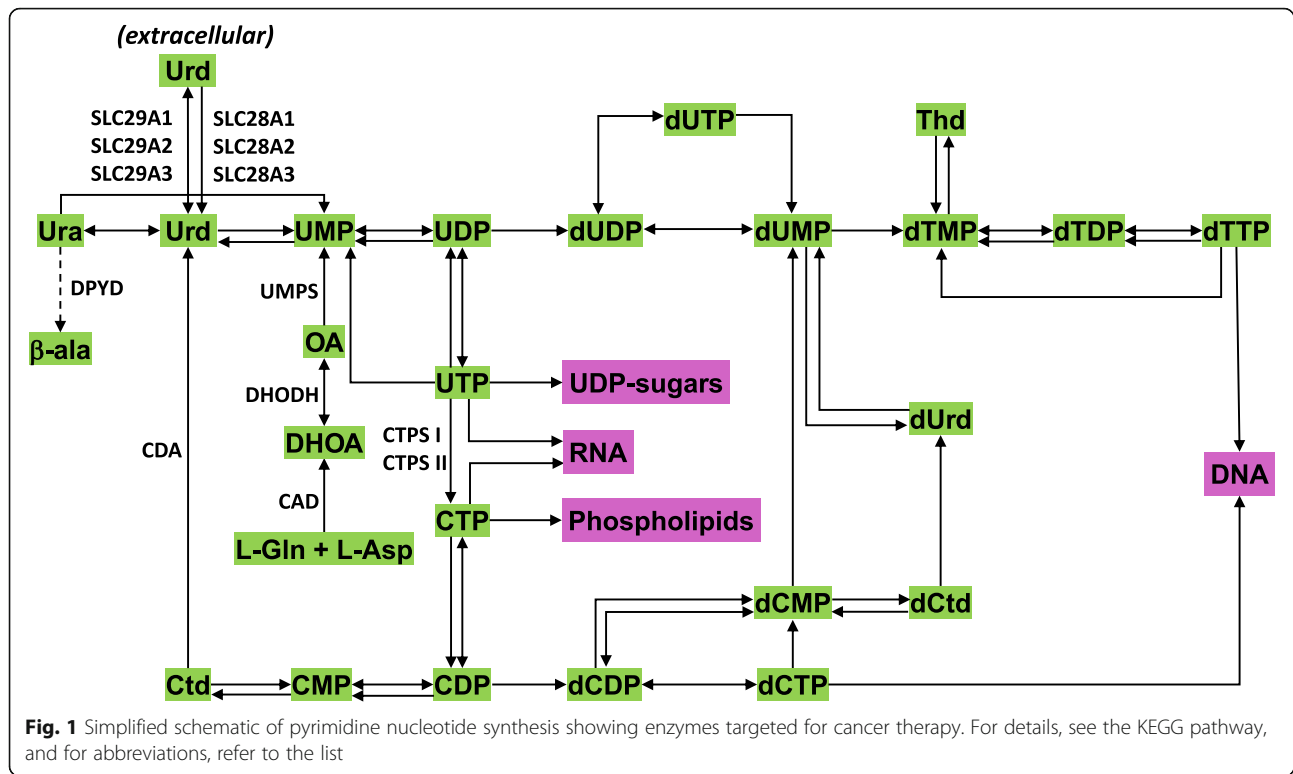 (extracellular)
Urd
SLC29A1 SLC28A1
SLC29A2 SLC28A2
SLC29A3 SLC28A3
dUTP
Thd
Ura Urd UMP UDP dUDP dUMP dTMP dTDP dTTP
DPYD
UMPS
β-ala
OA
UTP
UDP-sugars
DHODH
dUrd
DHOA
CTPS I
CTPS II
RNA
CDA
DNA
CAD
CTP
Phospholipids
L-Gln + L-Asp
dCMP
dCtd
Ctd CMP CDP dCDP dCTP
Fig. 1 Simplified schematic of pyrimidine nucleotide synthesis showing enzymes targeted for cancer therapy. For details, see the KEGG pathway,
and for abbreviations, refer to the list